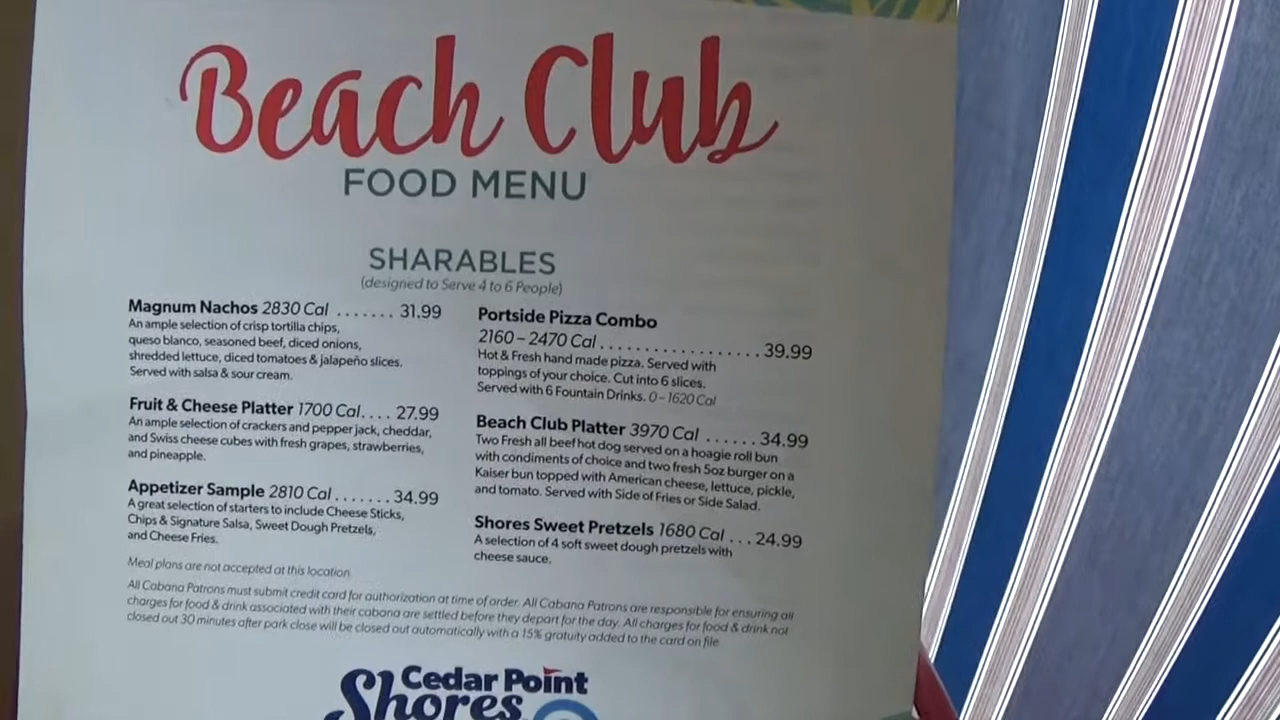 Beach Club
FOOD MENU
SHARABLES
(designed to Serve 4 to 6 People)
Magnum Nachos 2830 Cal ....... 31.99
An ample selection of crisp tortilla chips,
queso blanco, seasoned beef, diced onions,
shredded lettuce, diced tomatoes & jalapeño slices.
Served with salsa & sour cream.
Fruit & Cheese Platter 1700 Cal.... 27.99
An ample selection of crackers and pepper jack, cheddar,
and Swiss cheese cubes with fresh grapes, strawberries,
and pineapple.
Appetizer Sample 2810 Cal ....... 34.99
A great selection of starters to include Cheese Sticks,
Chips & Signature Salsa, Sweet Dough Pretzels,
and Cheese Fries.
Portside Pizza Combo
2160 – 2470 Cal .................. 39.99
Hot & Fresh hand made pizza. Served with
toppings of your choice. Cut into 6 slices.
Served with 6 Fountain Drinks. 0 – 1620 Cal
Beach Club Platter 3970 Cal ...... 34.99
Two Fresh all beef hot dog served on a hoagie roll bun
with condiments of choice and two fresh 5oz burger on a
Kaiser bun topped with American cheese, lettuce, pickle,
and tomato. Served with Side of Fries or Side Salad.
Shores Sweet Pretzels 1680 Cal ... 24.99
A selection of 4 soft sweet dough pretzels with
cheese sauce.
Meal plans are not accepted at this location.
All Cabana Patrons must submit credit card for authorization at time of order. All Cabana Patrons are responsible for ensuring all
charges for food & drink associated with their cabana are settled before they depart for the day. All charges for food & drink not
closed out 30 minutes after park close will be closed out automatically with a 15% gratuity added to the card on file
Cedar Point
Shores